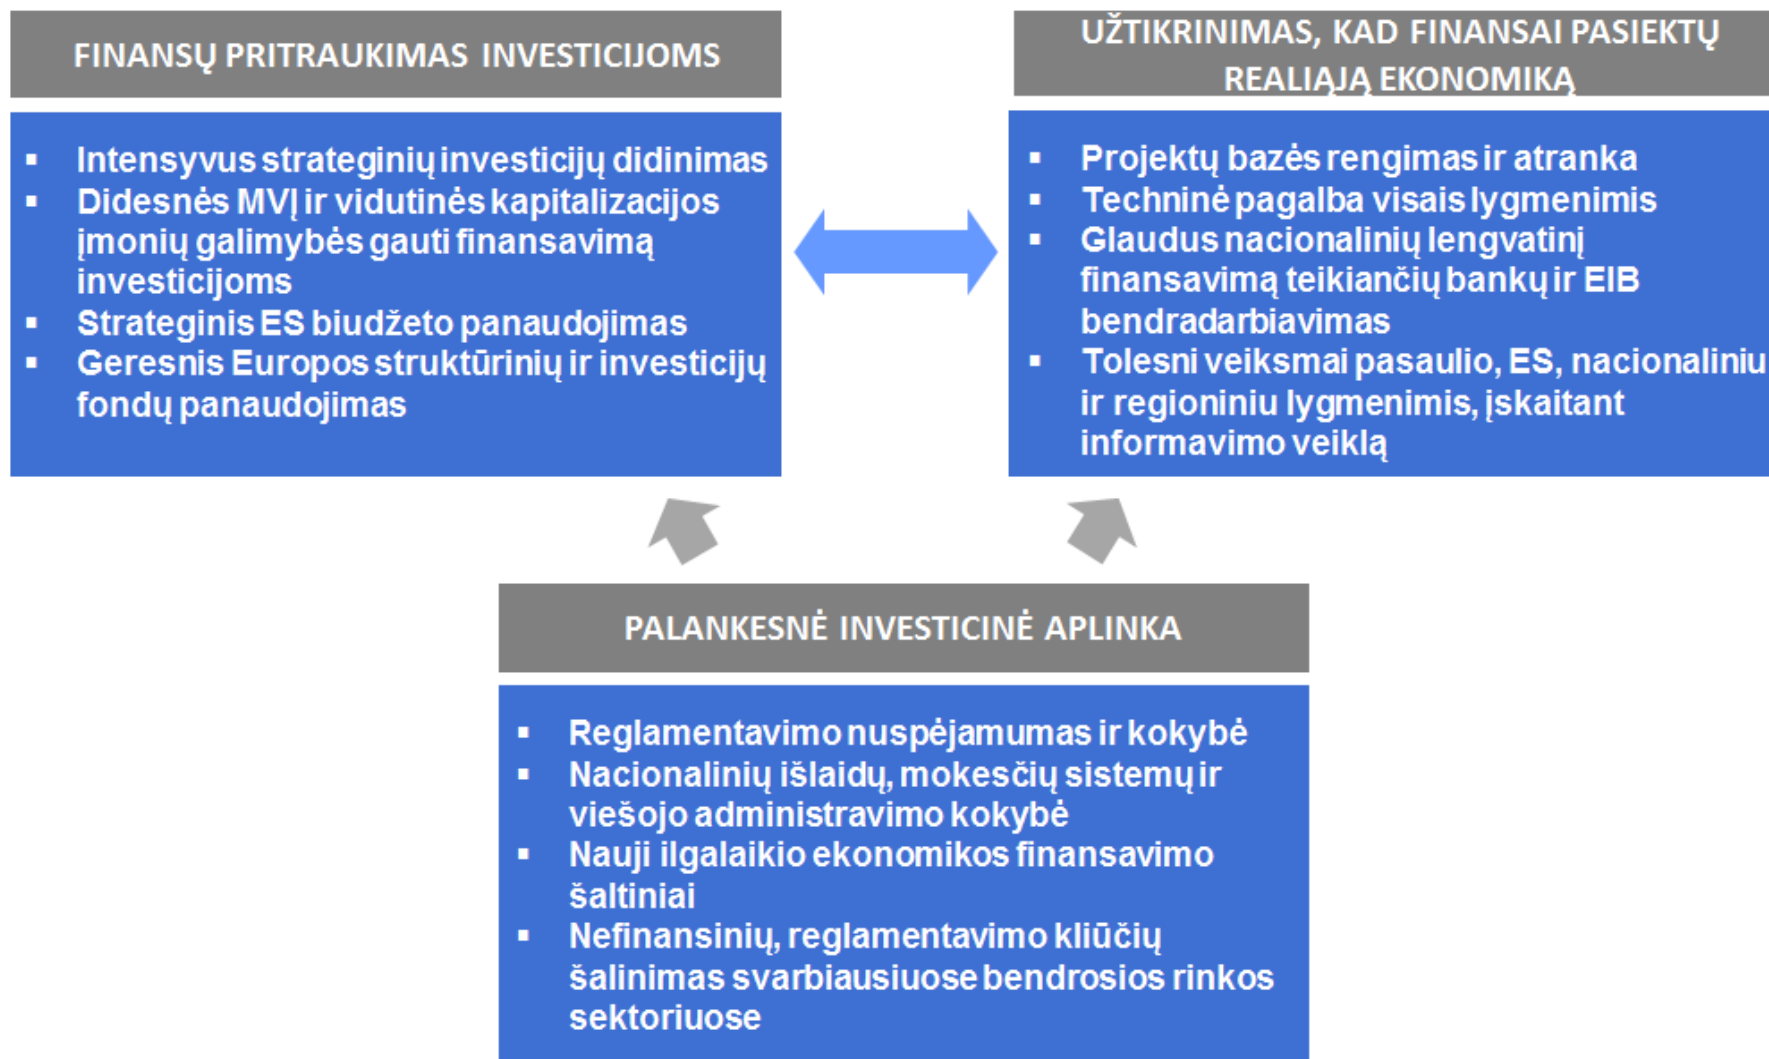 FINANSŲ PRITRAUKIMAS INVESTICIJOMS
▪ Intensyvus strateginių investicijų didinimas
▪ Didesnės MVĮ ir vidutinės kapitalizacijos
įmonių galimybės gauti finansavimą
investicijoms
▪ Strateginis ES biudžeto panaudojimas
▪ Geresnis Europos struktūrinių ir investicijų
fondų panaudojimas
UŽTIKRINIMAS, KAD FINANSAI PASIEKTŲ
REALIĄJĄ EKONOMIKĄ
▪ Projektų bazės rengimas ir atranka
▪ Techninė pagalba visais lygmenimis
▪ Glaudus nacionalinių lengvatinį
finansavimą teikiančių bankų ir EIB
bendradarbiavimas
▪ Tolesni veiksmai pasaulio, ES, nacionaliniu
ir regioniniu lygmenimis, įskaitant
informavimo veiklą
PALANKESNĖ INVESTICINĖ APLINKA
▪ Reglamentavimo nuspėjamumas ir kokybė
▪ Nacionalinių išlaidų, mokesčių sistemų ir
viešojo administravimo kokybė
▪ Nauji ilgalaikio ekonomikos finansavimo
šaltiniai
▪ Nefinansinių, reglamentavimo kliūčių
šalinimas svarbiausiuose bendrosios rinkos
sektoriuose